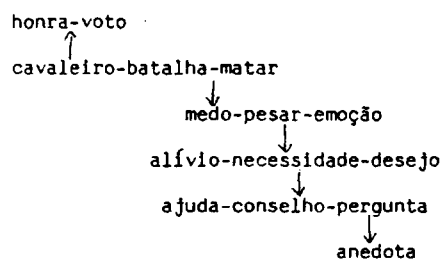 honra-voto
cavaleiro-batalha-matar
medo-pesar-emoção
alívio-necessidade-desejo
ajuda-conselho-pergunta
anedota